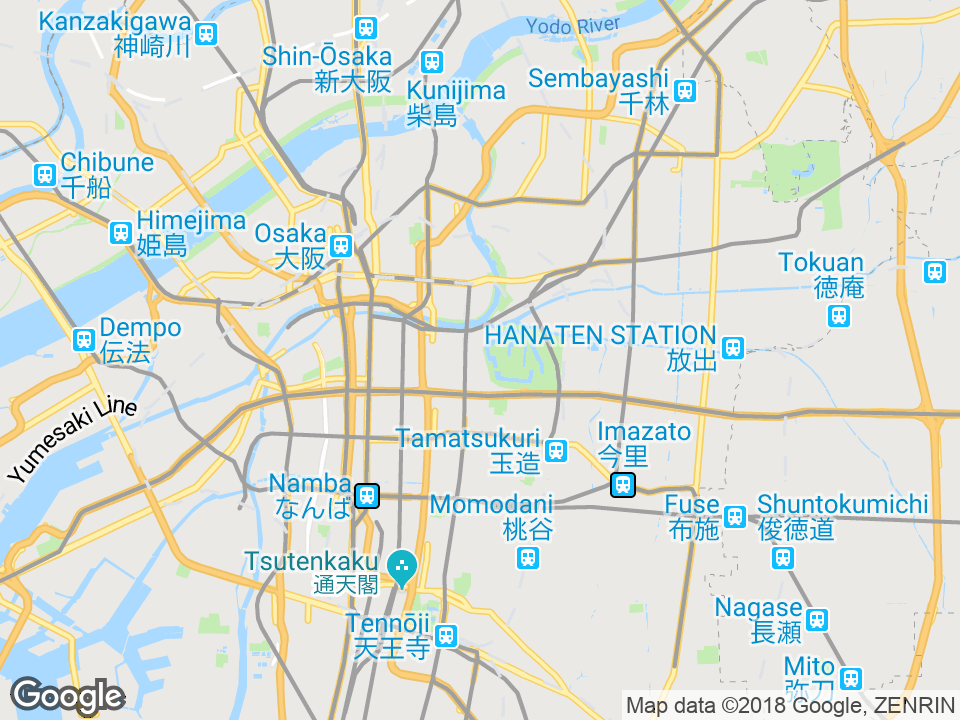 Kanzakigawa
神崎川
Yodo River
Shin-Ōsaka
新大阪
Kunijima
柴島
Sembayashi
千林
Chibune
千船
Himejima
姫島
Osaka
大阪
Tokuan
徳庵
Dempo
伝法
HANATEN STATION
放出
Yumesaki Line
Tamatsukuri
玉造
Imazato
今里
Namba
なんば
Momodani
桃谷
Fuse
布施
Shuntokumichi
俊徳道
Tsutenkaku
通天閣
Nagase
長瀬
Tennōji
天王寺
Mito
弥刀
Google
Map data ©2018 Google, ZENRIN